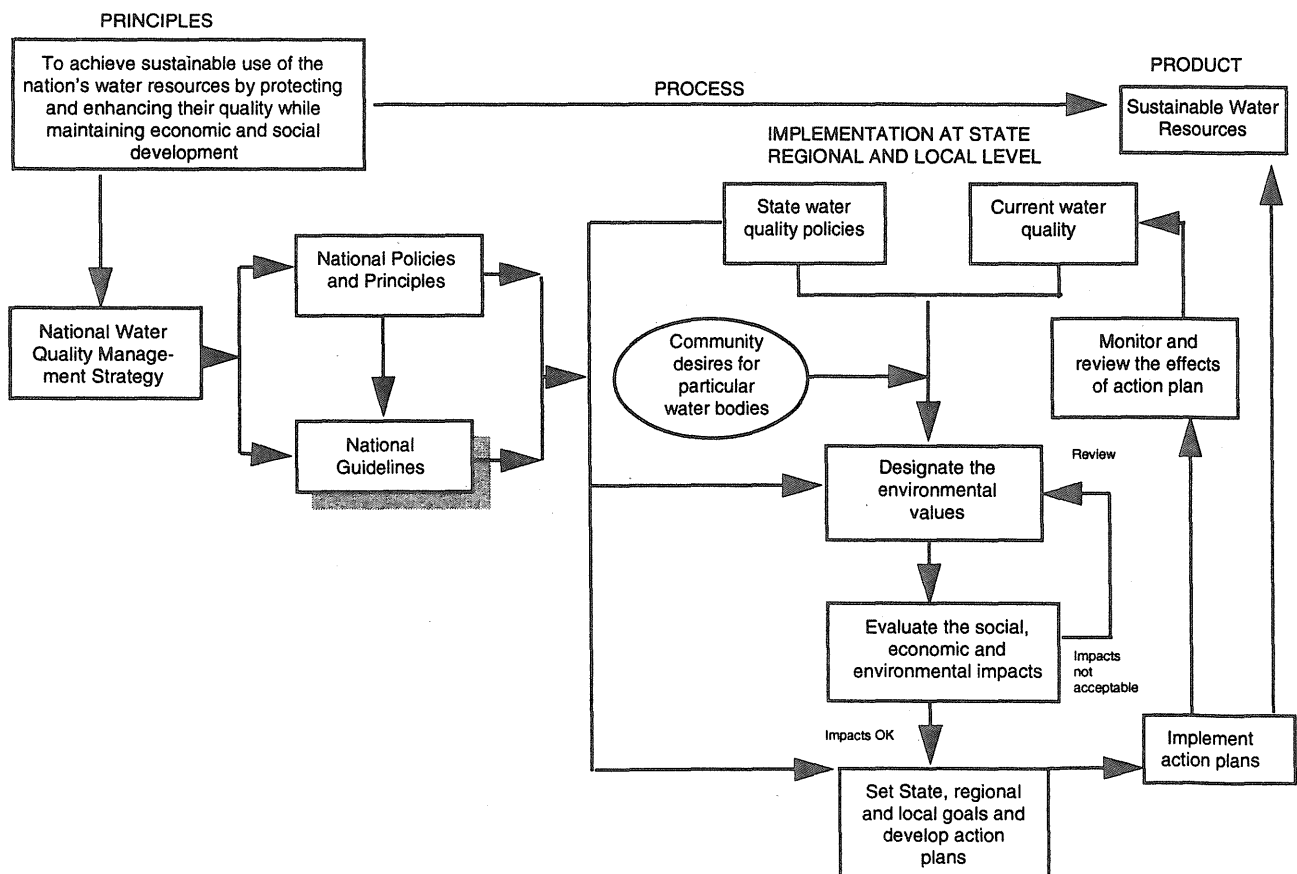 PRINCIPLES
To achieve sustainable use of the
nation's water resources by protecting
and enhancing their quality while
maintaining economic and social
development
PROCESS
PRODUCT
Sustainable Water
Resources
IMPLEMENTATION AT STATE
REGIONAL AND LOCAL LEVEL
State water
quality policies
Current water
quality
National Policies
and Principles
National Water
Quality Manage-
ment Strategy
Community
desires for
particular
water bodies
Monitor and
review the effects
of action plan
National
Guidelines
Designate the
environmental
values
Review
Evaluate the social,
economic and
environmental impacts
Impacts
not
acceptable
Impacts OK
Implement
action plans
Set State, regional
and local goals and
develop action
plans